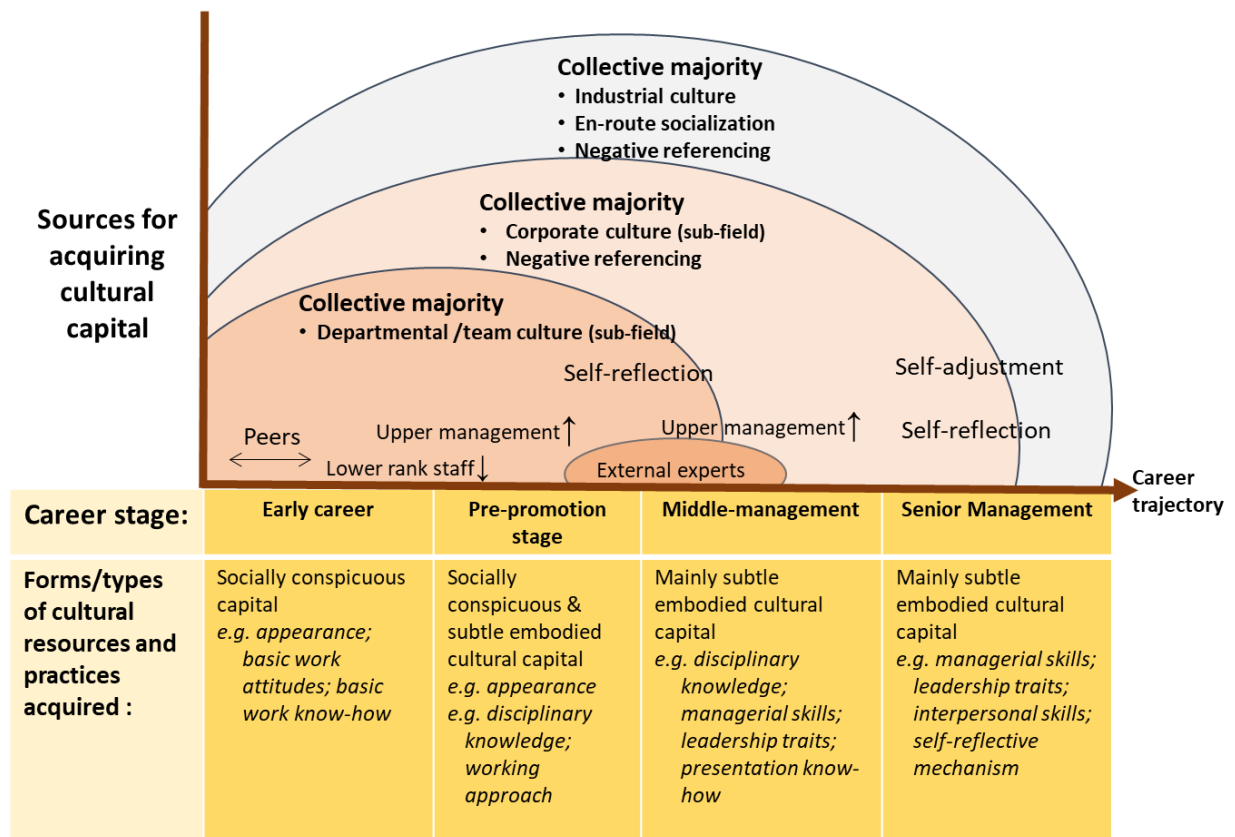 Collective majority
• Industrial culture
• En-route socialization
• Negative referencing
Collective majority
• Corporate culture (sub-field)
• Negative referencing
Collective majority
• Departmental /team culture (sub-field)
Sources for
acquiring
cultural
capital
Self-reflection
Self-adjustment
Peers
Upper management ↑
Upper management ↑
Self-reflection
Lower rank staff ↓
External experts
Career
trajectory
Career stage:
Early career
Pre-promotion
stage
Middle-management
Senior Management
Forms/types
of cultural
resources and
practices
acquired :
Socially conspicuous
capital
e.g. appearance;
basic work
attitudes; basic
work know-how
Socially
conspicuous &
subtle embodied
cultural capital
e.g. appearance
e.g. disciplinary
knowledge;
working
approach
Mainly subtle
embodied cultural
capital
e.g. disciplinary
knowledge;
managerial skills;
leadership traits;
presentation know-
how
Mainly subtle
embodied cultural
capital
e.g. managerial skills;
leadership traits;
interpersonal skills;
self-reflective
mechanism